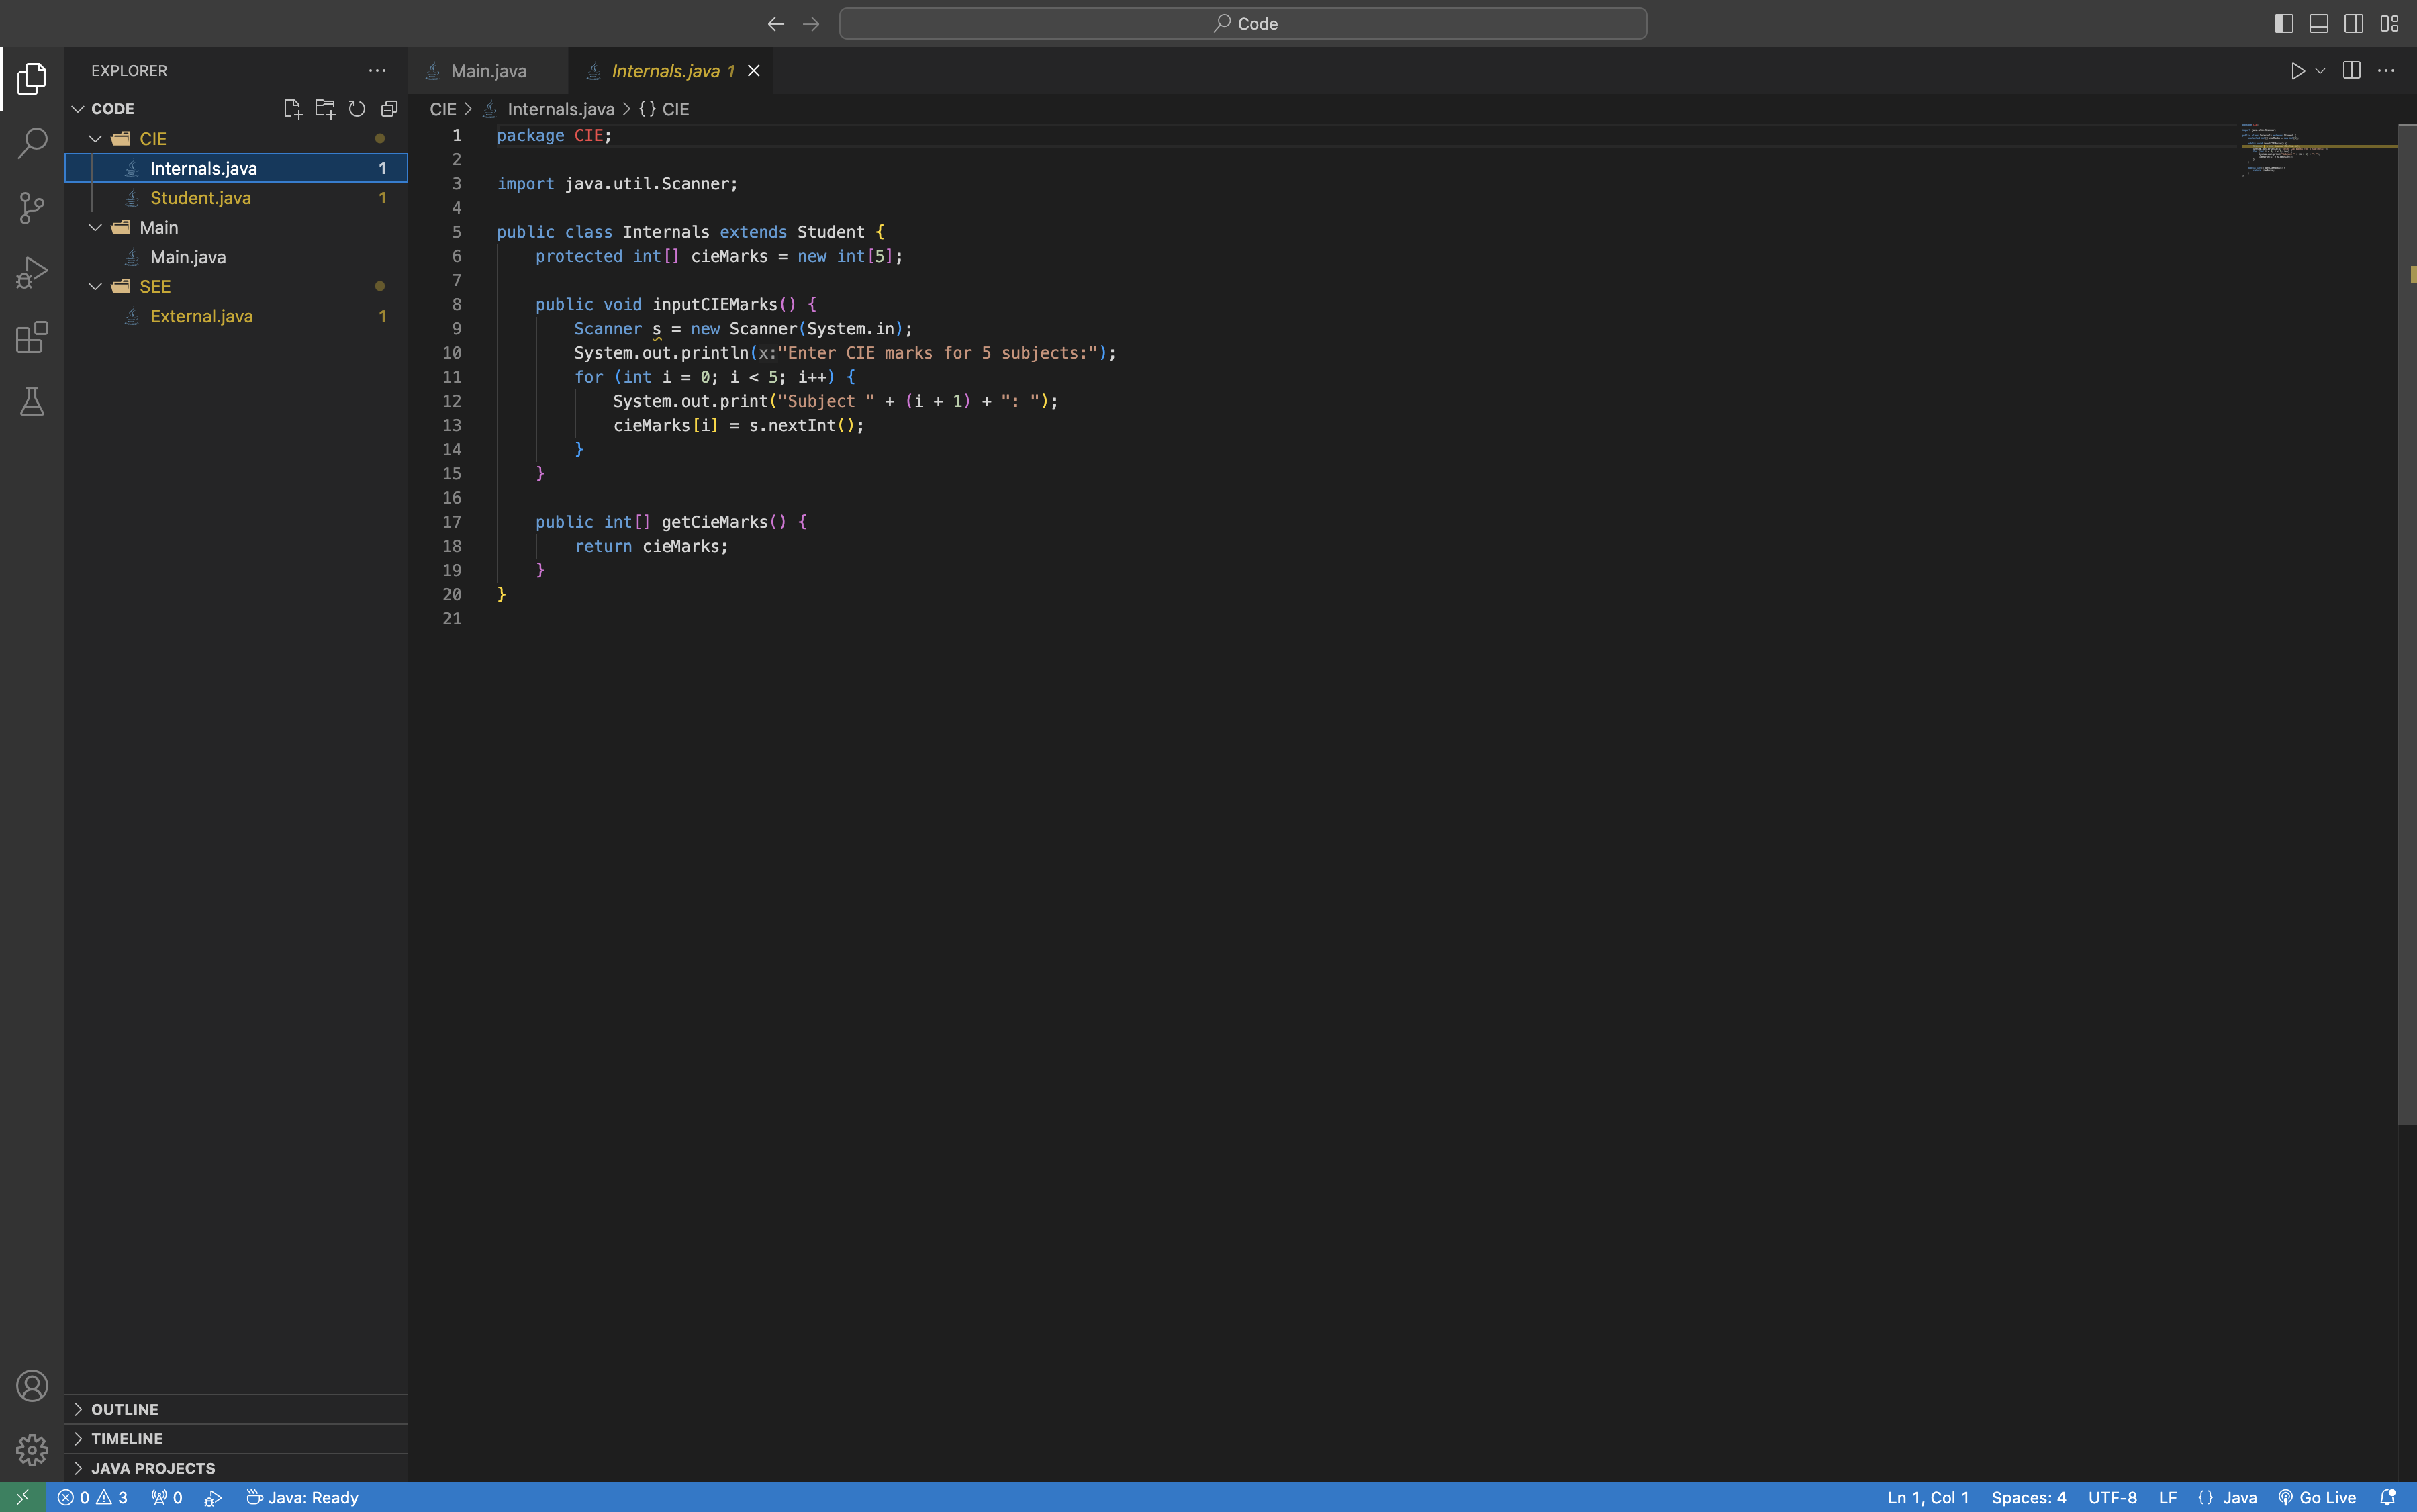 Code
EXPLORER
CODE
CIE
Internals.java 1
Student.java 1
Main
Main.java
SEE
External.java 1
OUTLINE
TIMELINE
JAVA PROJECTS
Main.java Internals.java 1
CIE > Internals.java > {} CIE
1 package CIE;
2
3 import java.util.Scanner;
4
5 public class Internals extends Student {
6 protected int[] cieMarks = new int[5];
7
8 public void inputCIEMarks() {
9 Scanner s = new Scanner(System.in);
10 System.out.println(x:"Enter CIE marks for 5 subjects:");
11 for (int i = 0; i < 5; i++) {
12 System.out.print("Subject " + (i + 1) + ": ");
13 cieMarks[i] = s.nextInt();
14 }
15 }
16
17 public int[] getCieMarks() {
18 return cieMarks;
19 }
20 }
21
0 3 0 Java: Ready Ln 1, Col 1 Spaces: 4 UTF-8 LF {} Java Go Live